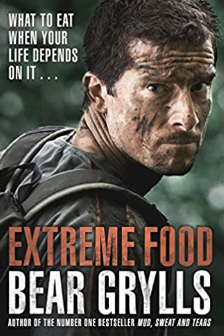 WHAT TO EAT
WHEN YOUR
LIFE DEPENDS
ON IT . . .
EXTREME FOOD
BEAR GRYLLS
AUTHOR OF THE NUMBER ONE BESTSELLER MUD, SWEAT AND TEARS